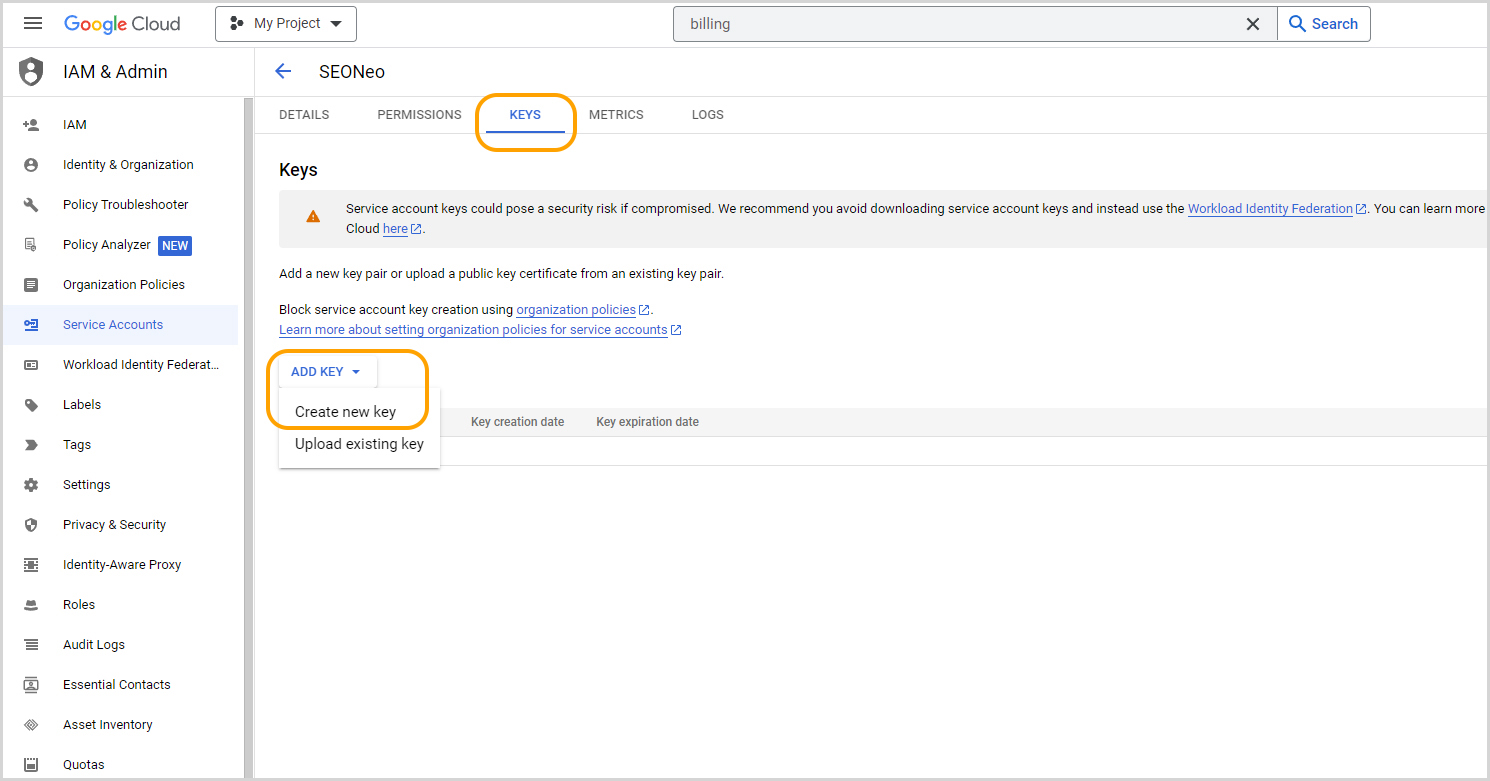 Google Cloud
My Project
billing
Search
IAM & Admin
SEONeo
DETAILS
PERMISSIONS
KEYS
METRICS
LOGS
IAM
Identity & Organization
Policy Troubleshooter
Policy Analyzer NEW
Organization Policies
Service Accounts
Workload Identity Federat...
Labels
Tags
Settings
Privacy & Security
Identity-Aware Proxy
Roles
Audit Logs
Essential Contacts
Asset Inventory
Quotas
Keys
Service account keys could pose a security risk if compromised. We recommend you avoid downloading service account keys and instead use the Workload Identity Federation. You can learn more
Cloud here.
Add a new key pair or upload a public key certificate from an existing key pair.
Block service account key creation using organization policies.
Learn more about setting organization policies for service accounts
ADD KEY
Create new key
Upload existing key
Key creation date
Key expiration date